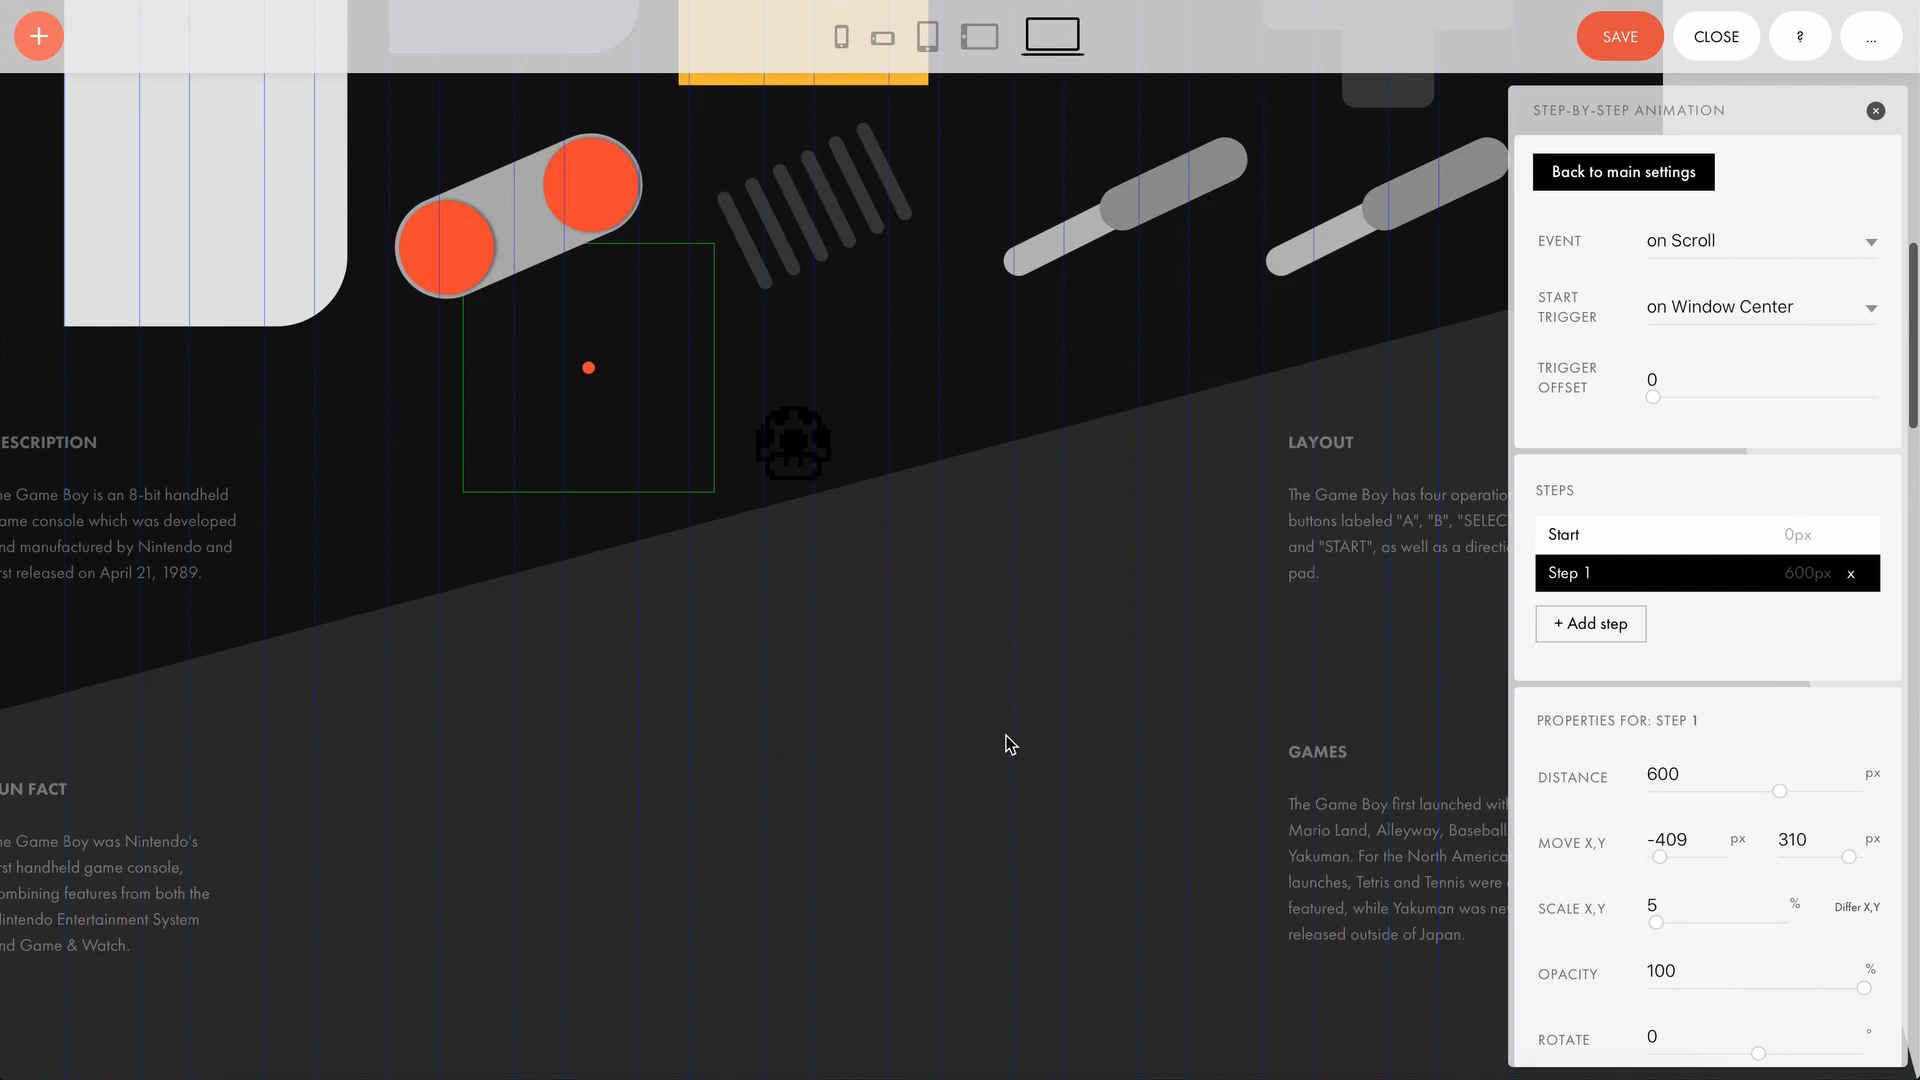 +
SAVE
CLOSE
?
...
STEP-BY-STEP ANIMATION
Back to main settings
EVENT
on Scroll
START
TRIGGER
on Window Center
TRIGGER
OFFSET
0
STEPS
Start 0px
Step 1 600px x
+ Add step
PROPERTIES FOR: STEP 1
DISTANCE 600 px
MOVE X,Y -409 px 310 px
SCALE X,Y 5 % Differ X,Y
OPACITY 100 %
ROTATE 0 °
ESCRIPTION
he Game Boy is an 8-bit handheld
ame console which was developed
nd manufactured by Nintendo and
rst released on April 21, 1989.
UN FACT
he Game Boy was Nintendo's
rst handheld game console,
ombining features from both the
intendo Entertainment System
nd Game & Watch.
LAYOUT
The Game Boy has four operatio
buttons labeled "A", "B", "SELECT
and "START", as well as a directi
pad.
GAMES
The Game Boy first launched with
Mario Land, Alleyway, Baseball
Yakuman. For the North America
launches, Tetris and Tennis were
featured, while Yakuman was nev
released outside of Japan.